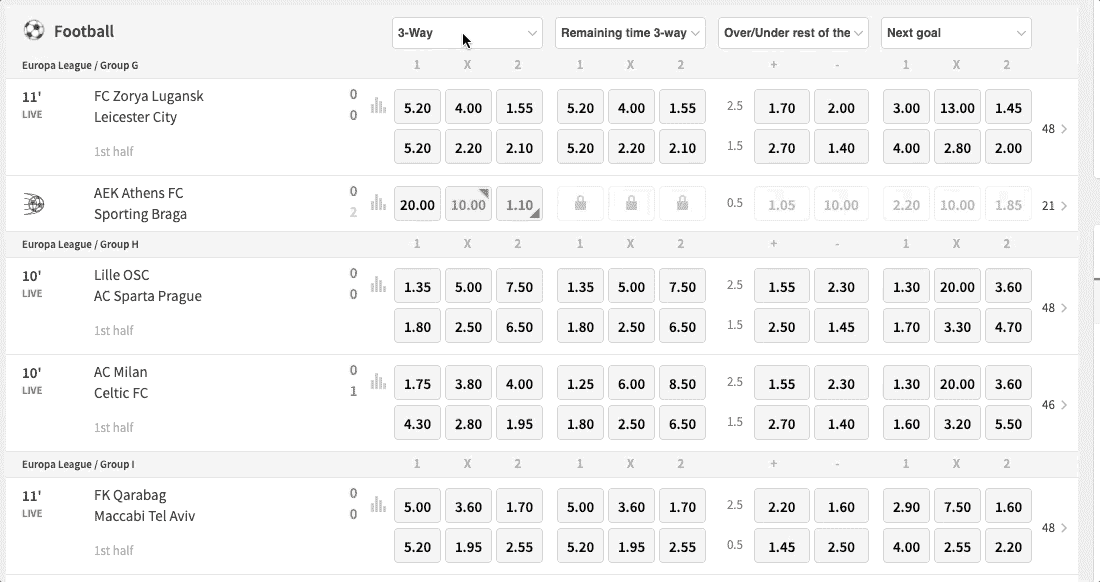 Football 3-Way Remaining time 3-way Over/Under rest of the Next goal
Europa League / Group G 1 X 2 1 X 2 + - 1 X 2
11' FC Zorya Lugansk 0 5.20 4.00 1.55 5.20 4.00 1.55 2.5 1.70 2.00 3.00 13.00 1.45
LIVE Leicester City 0 48
1st half 5.20 2.20 2.10 5.20 2.20 2.10 1.5 2.70 1.40 4.00 2.80 2.00
AEK Athens FC 0 20.00 10.00 1.10 0.5 1.05 10.00 2.20 10.00 1.85 21
Sporting Braga 2
Europa League / Group H 1 X 2 1 X 2 + - 1 X 2
10' Lille OSC 0 1.35 5.00 7.50 1.35 5.00 7.50 2.5 1.55 2.30 1.30 20.00 3.60
LIVE AC Sparta Prague 0 48
1st half 1.80 2.50 6.50 1.80 2.50 6.50 1.5 2.50 1.45 1.70 3.30 4.70
10' AC Milan 0 1.75 3.80 4.00 1.25 6.00 8.50 2.5 1.55 2.30 1.30 20.00 3.60
LIVE Celtic FC 1 46
1st half 4.30 2.80 1.95 1.80 2.50 6.50 1.5 2.70 1.40 1.60 3.20 5.50
Europa League / Group I 1 X 2 1 X 2 + - 1 X 2
11' FK Qarabag 0 5.00 3.60 1.70 5.00 3.60 1.70 2.5 2.20 1.60 2.90 7.50 1.60
LIVE Maccabi Tel Aviv 0 48
1st half 5.20 1.95 2.55 5.20 1.95 2.55 0.5 1.45 2.50 4.00 2.55 2.20